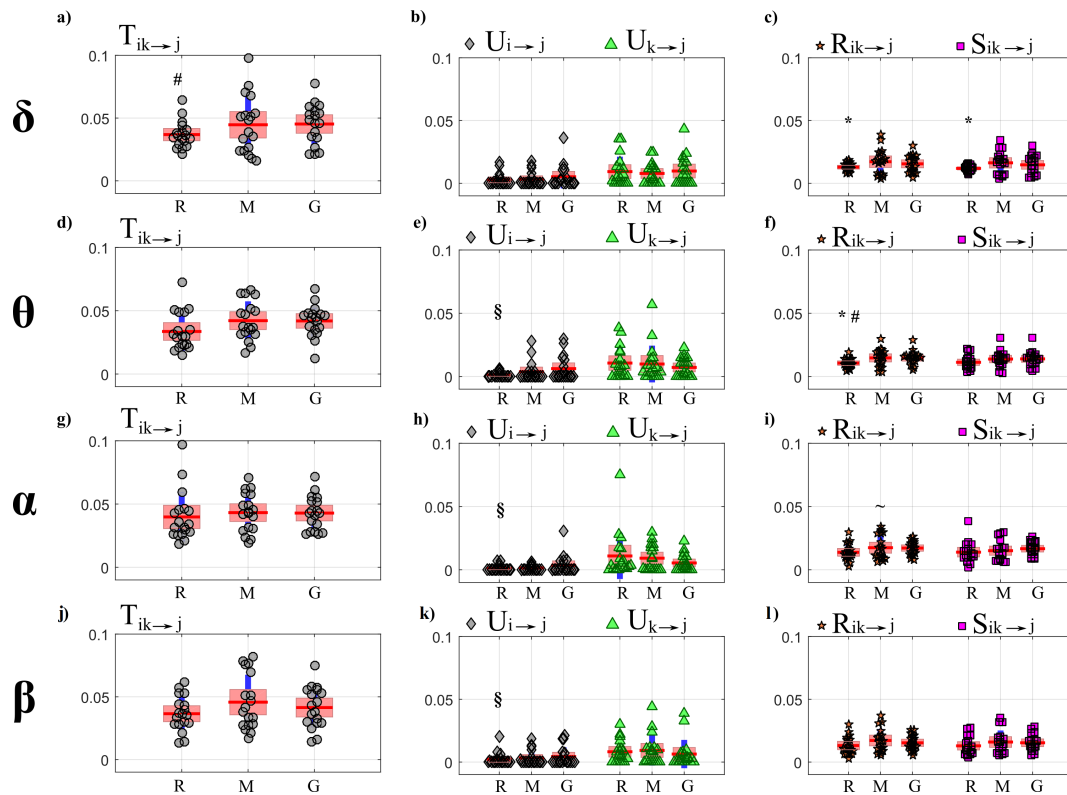 a) b) c)
T ik→ j U i→ j U k→ j R ik→ j S ik→ j
δ
0.1 0.1 0.1
# * *
0.05 0.05 0.05
0 0 0
R M G R M G R M G R M G R M G
d) e) f)
T ik→ j U i→ j U k→ j R ik→ j S ik→ j
θ
0.1 0.1 0.1
§ * #
0.05 0.05 0.05
0 0 0
R M G R M G R M G R M G R M G
g) h) i)
T ik→ j U i→ j U k→ j R ik→ j S ik→ j
α
0.1 0.1 0.1
§ ~
0.05 0.05 0.05
0 0 0
R M G R M G R M G R M G R M G
j) k) l)
T ik→ j U i→ j U k→ j R ik→ j S ik→ j
β
0.1 0.1 0.1
§
0.05 0.05 0.05
0 0 0
R M G R M G R M G R M G R M G